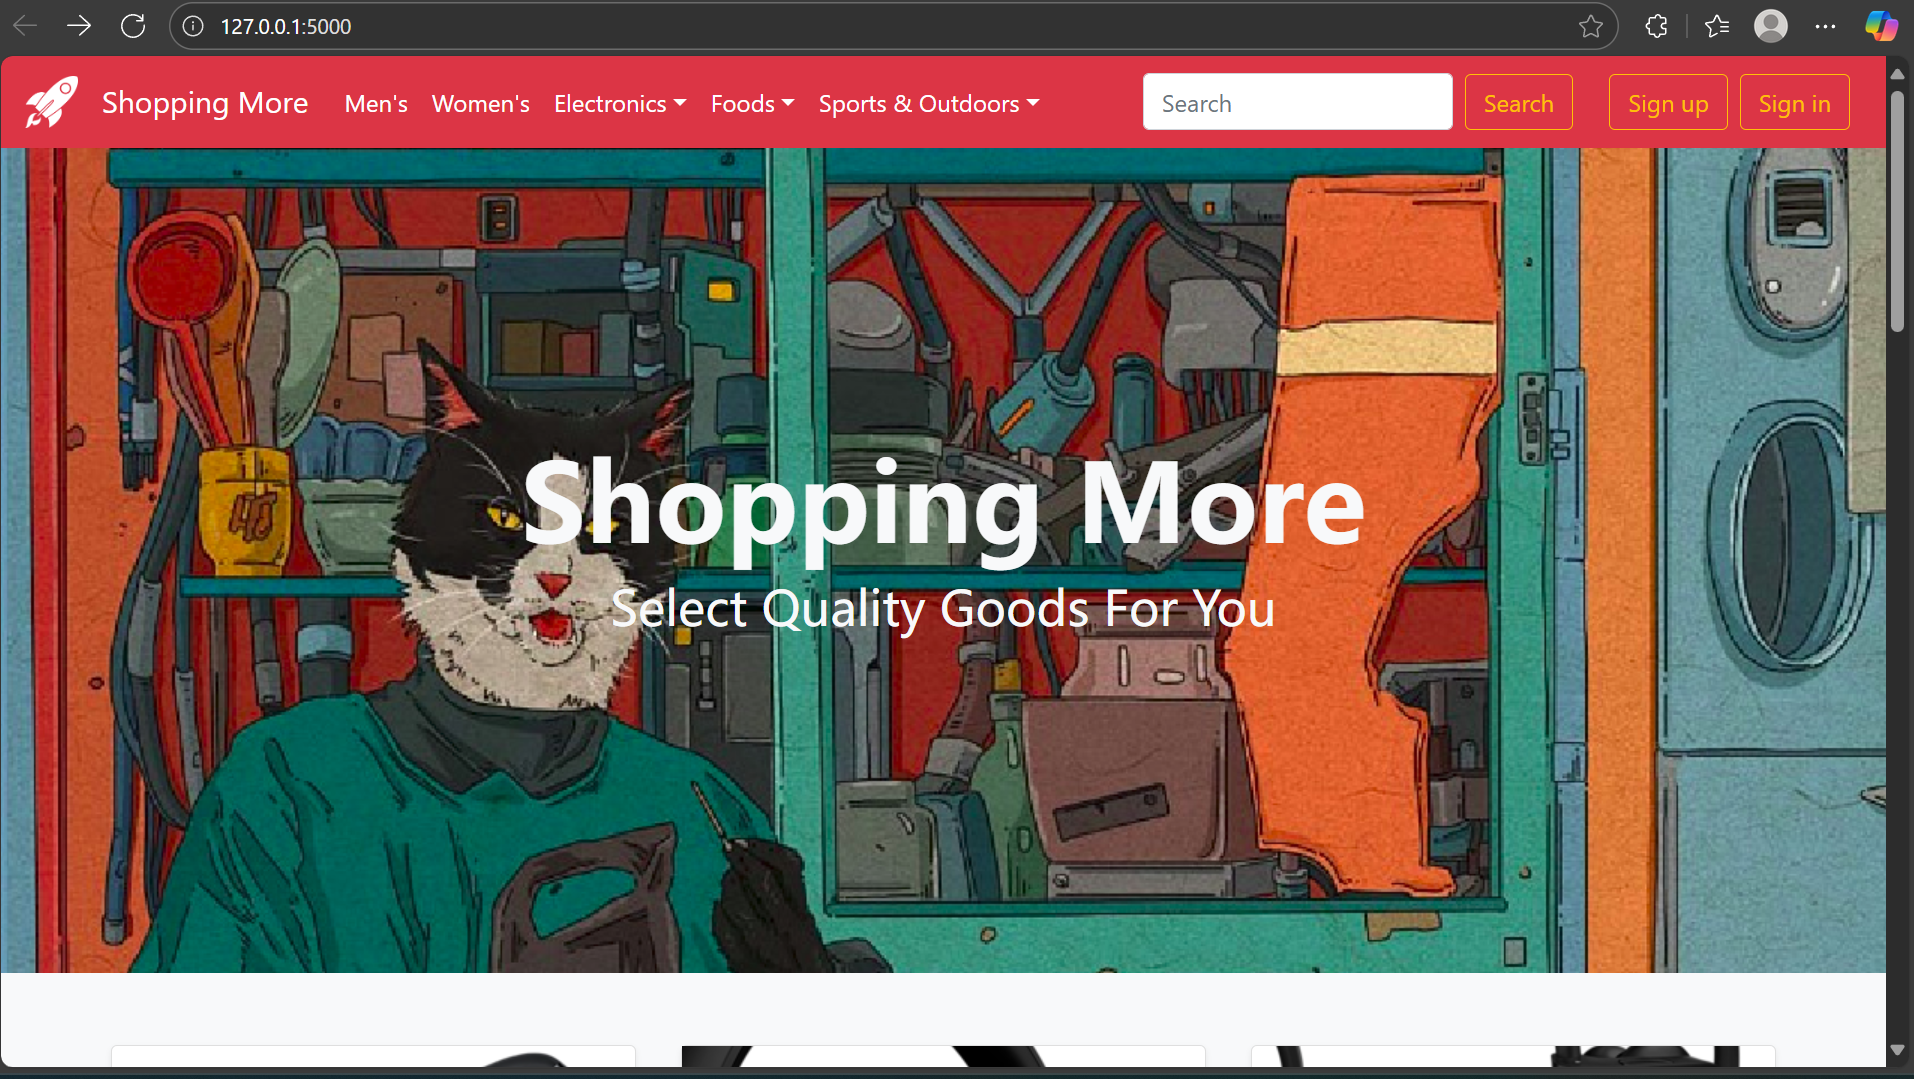 127.0.0.1:5000
Shopping More Men's Women's Electronics Foods Sports & Outdoors Search Search Sign up Sign in
Shopping More
Select Quality Goods For You